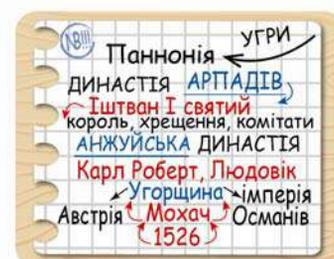 NB!!!
УГРИ
Паннонія
ДИНАСТІЯ АРПАДІВ
Іштван І святий
король, хрещення, комітати
АНЖУЙСЬКА ДИНАСТІЯ
Карл Роберт, Людовік
Угорщина імперія
Австрія Мохач Османів
1526